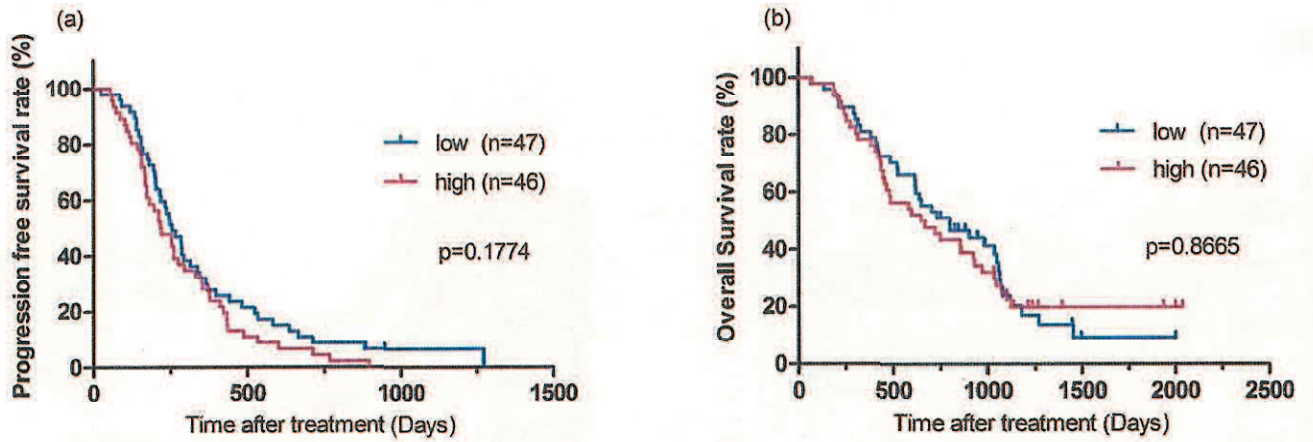 (a)
Progression free survival rate (%)
100
80
60
40
20
0
0
500
1000
1500
Time after treatment (Days)
low (n=47)
high (n=46)
p=0.1774
(b)
Overall Survival rate (%)
100
80
60
40
20
0
0
500
1000
1500
2000
2500
Time after treatment (Days)
low (n=47)
high (n=46)
p=0.8665